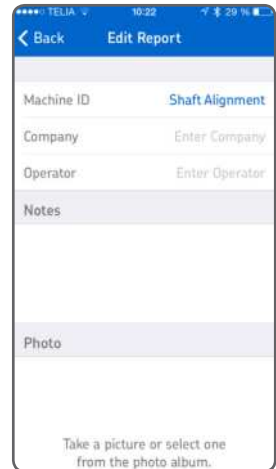 TELIA 10:22 29 %
Back Edit Report
Machine ID Shaft Alignment
Company Enter Company
Operator Enter Operator
Notes
Photo
Take a picture or select one
from the photo album.